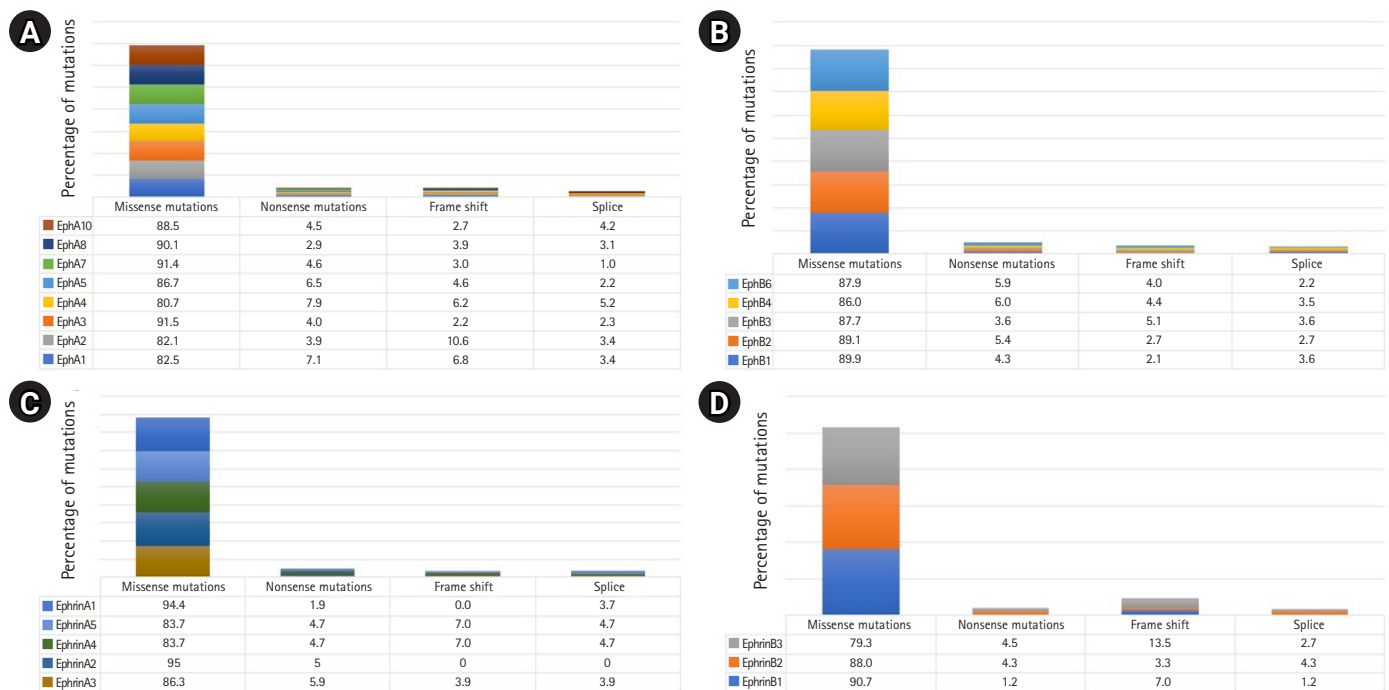 A
Percentage of mutations
Missense mutations Nonsense mutations Frame shift Splice
EphA10 88.5 4.5 2.7 4.2
EphA8 90.1 2.9 3.9 3.1
EphA7 91.4 4.6 3.0 1.0
EphA5 86.7 6.5 4.6 2.2
EphA4 80.7 7.9 6.2 5.2
EphA3 91.5 4.0 2.2 2.3
EphA2 82.1 3.9 10.6 3.4
EphA1 82.5 7.1 6.8 3.4
B
Percentage of mutations
Missense mutations Nonsense mutations Frame shift Splice
EphB6 87.9 5.9 4.0 2.2
EphB4 86.0 6.0 4.4 3.5
EphB3 87.7 3.6 5.1 3.6
EphB2 89.1 5.4 2.7 2.7
EphB1 89.9 4.3 2.1 3.6
C
Percentage of mutations
Missense mutations Nonsense mutations Frame shift Splice
EphrinA1 94.4 1.9 0.0 3.7
EphrinA5 83.7 4.7 7.0 4.7
EphrinA4 83.7 4.7 7.0 4.7
EphrinA2 95 5 0 0
EphrinA3 86.3 5.9 3.9 3.9
D
Percentage of mutations
Missense mutations Nonsense mutations Frame shift Splice
EphrinB3 79.3 4.5 13.5 2.7
EphrinB2 88.0 4.3 3.3 4.3
EphrinB1 90.7 1.2 7.0 1.2